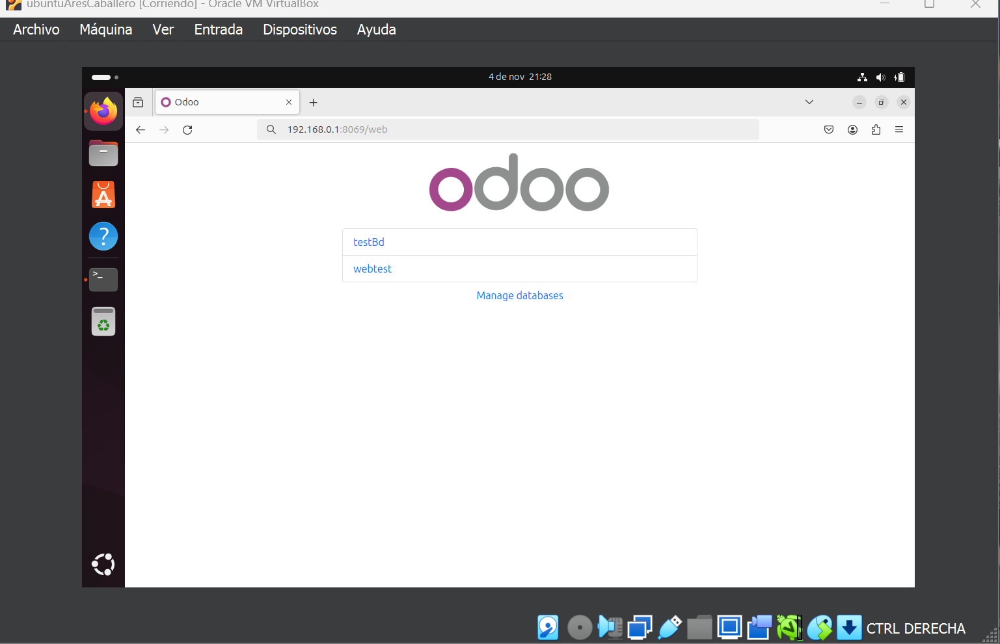 ubuntuAresCaballero [Corriendo] - Oracle VM VirtualBox
Archivo Máquina Ver Entrada Dispositivos Ayuda
4 de nov 21:28
Odoo
192.168.0.1:8069/web
odoo
testBd
webtest
Manage databases
CTRL DERECHA